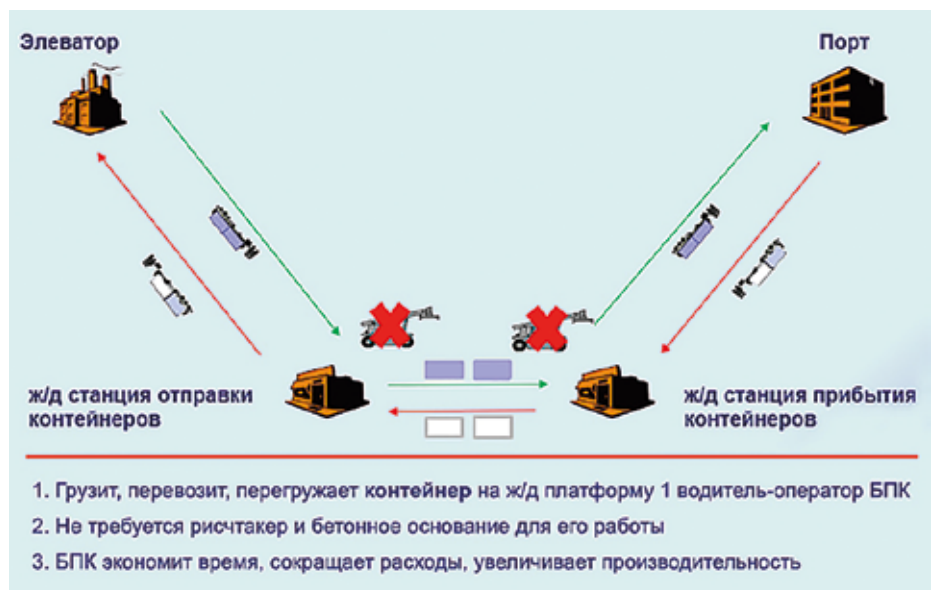 Элеватор
Порт
ж/д станция отправки
контейнеров
ж/д станция прибытия
контейнеров
1. Грузит, перевозит, перегружает контейнер на ж/д платформу 1 водитель-оператор БПК
2. Не требуется рисчтакер и бетонное основание для его работы
3. БПК экономит время, сокращает расходы, увеличивает производительность